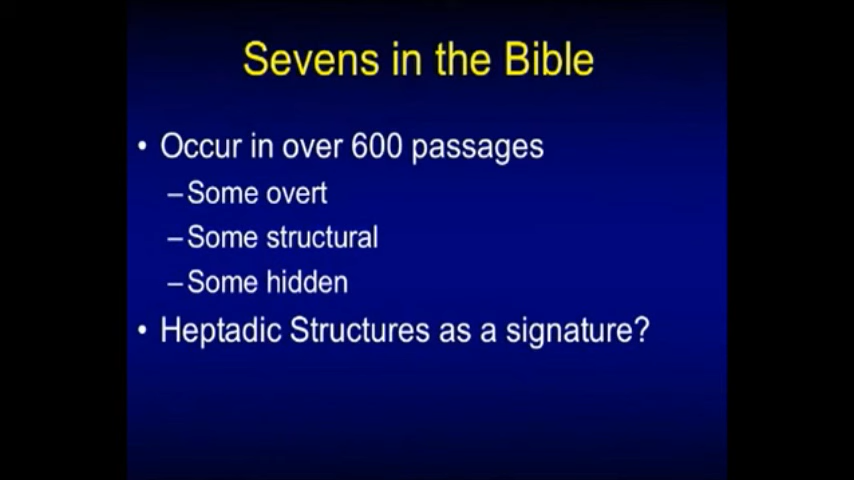 Sevens in the Bible
• Occur in over 600 passages
–Some overt
–Some structural
–Some hidden
• Heptadic Structures as a signature?